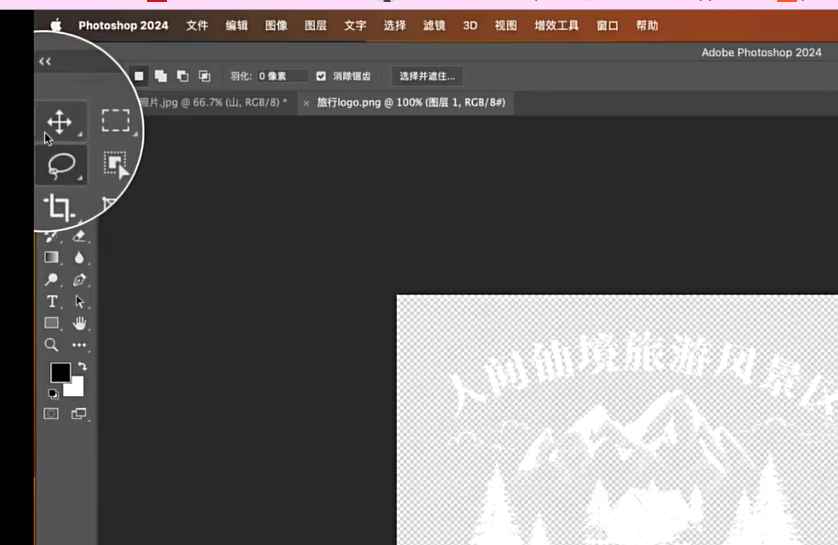 Photoshop 2024 文件 编辑 图像 图层 文字 选择 滤镜 3D 视图 增效工具 窗口 帮助
Adobe Photoshop 2024
羽化: 0 像素 消除锯齿 选择并遮住...
照片.jpg @ 66.7% (山, RGB/8) * × 旅行logo.png @ 100% (图层 1, RGB/8#)
人间仙境旅游风景区